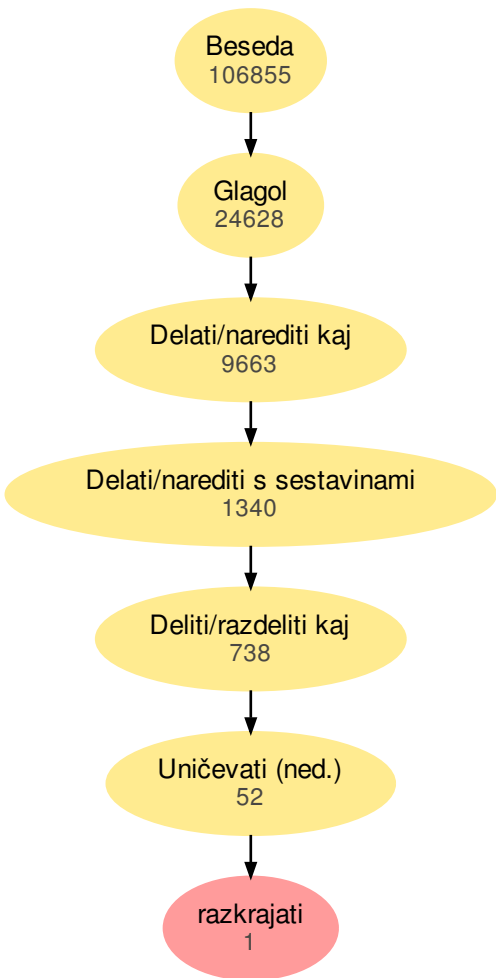 Beseda
106855
Glagol
24628
Delati/narediti kaj
9663
Delati/narediti s sestavinami
1340
Deliti/razdeliti kaj
738
Uničevati (ned.)
52
razkrajati
1